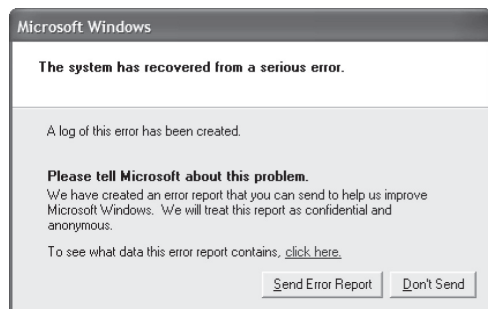 Microsoft Windows
The system has recovered from a serious error.
A log of this error has been created.
Please tell Microsoft about this problem.
We have created an error report that you can send to help us improve
Microsoft Windows. We will treat this report as confidential and
anonymous.
To see what data this error report contains, click here.
Send Error Report Don't Send